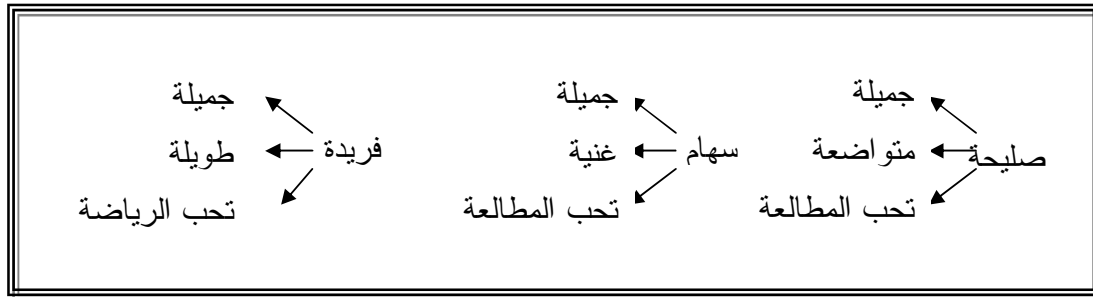 جميلة
صليحة متواضعة
تحب المطالعة
جميلة
سهام غنية
تحب المطالعة
جميلة
فريدة طويلة
تحب الرياضة